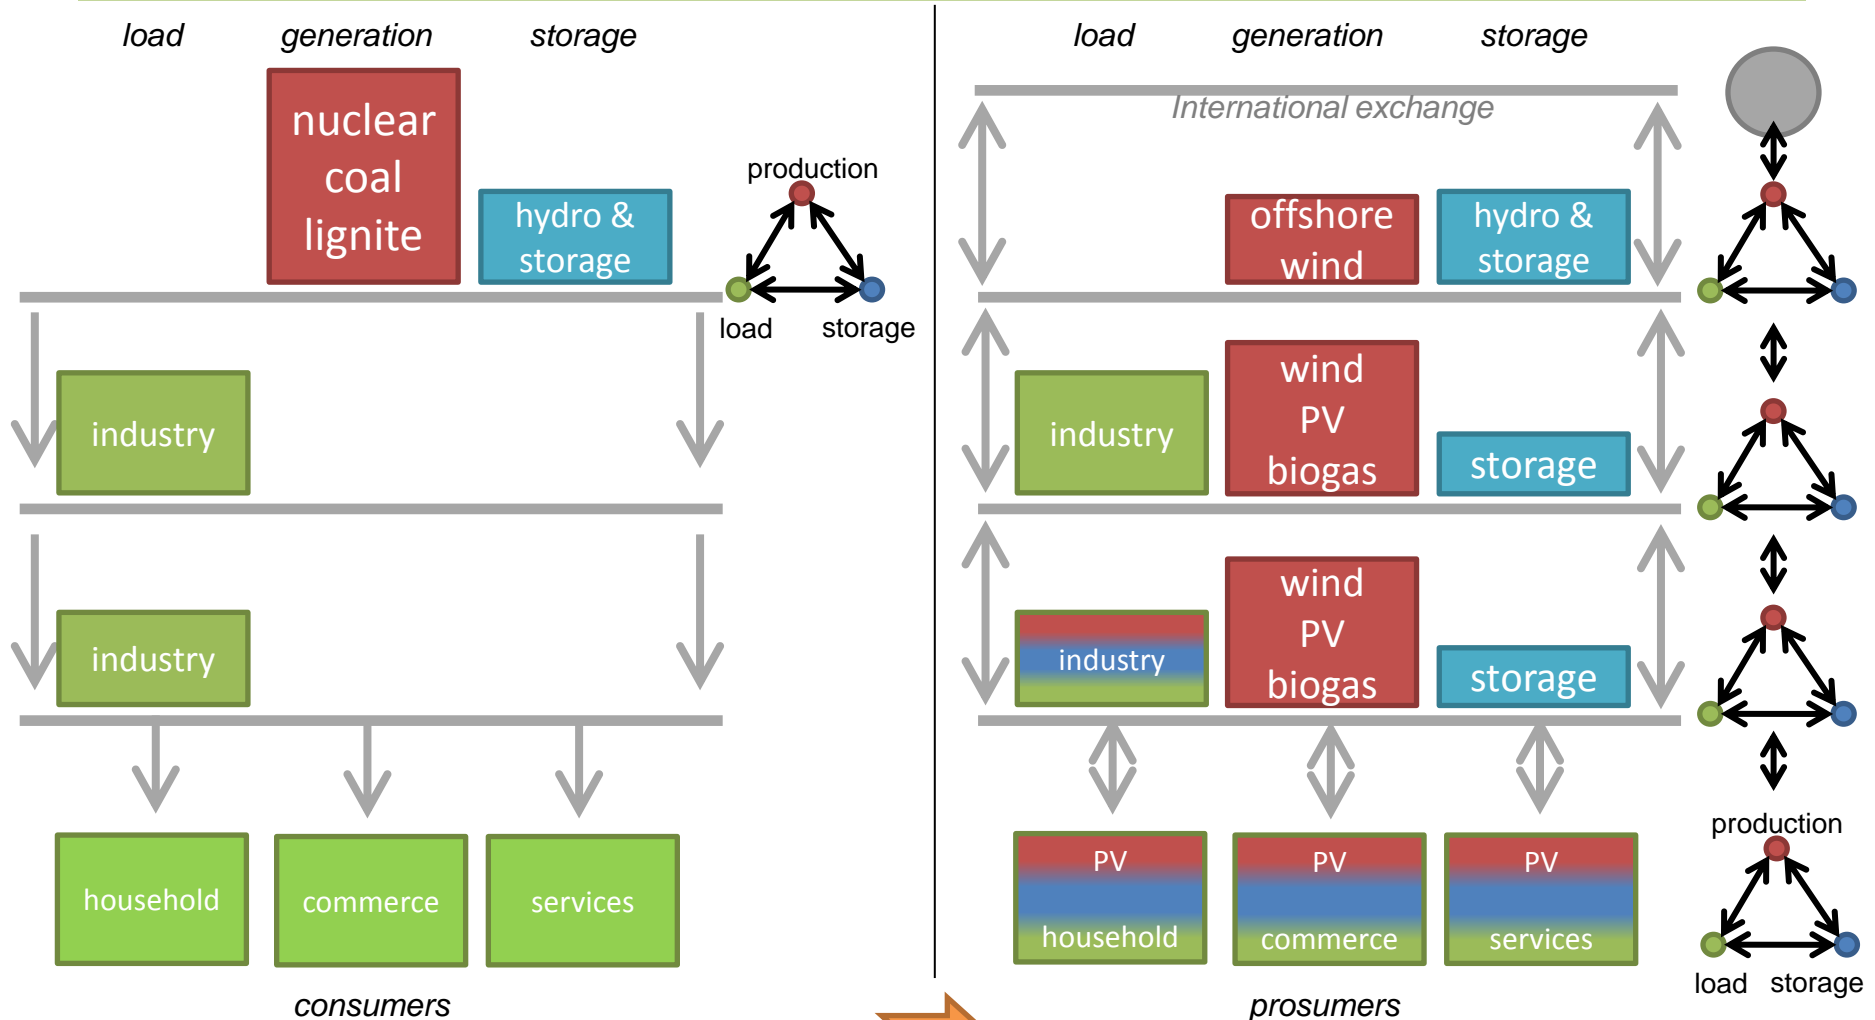 load generation storage
nuclear
coal
lignite
hydro &
storage
production
load storage
industry
industry
household
commerce
services
consumers
load generation storage
International exchange
offshore
wind
hydro &
storage
industry
wind
PV
biogas
storage
industry
wind
PV
biogas
storage
PV
household
PV
commerce
PV
services
production
load storage
prosumers